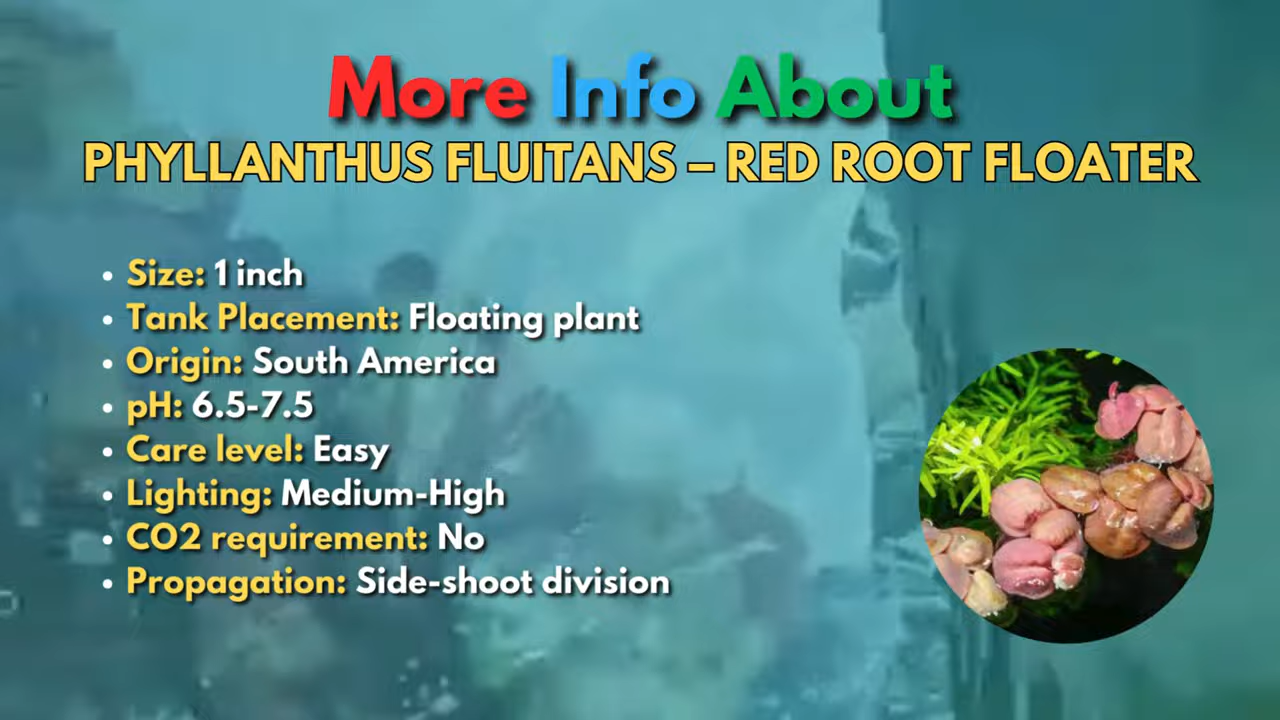 More Info About
PHYLLANTHUS FLUITANS – RED ROOT FLOATER
• Size: 1 inch
• Tank Placement: Floating plant
• Origin: South America
• pH: 6.5-7.5
• Care level: Easy
• Lighting: Medium-High
• CO2 requirement: No
• Propagation: Side-shoot division